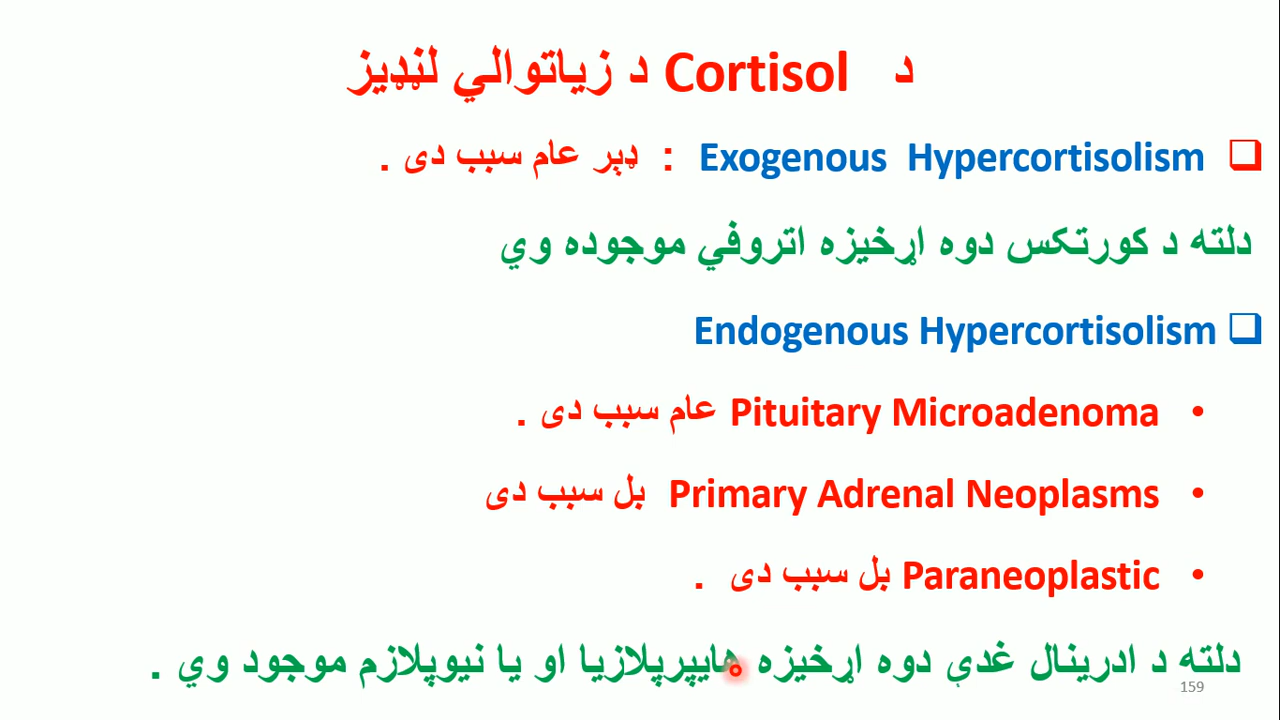 د Cortisol د زیاتوالي لنډیز
❑ Exogenous Hypercortisolism : ډېر عام سبب دی .
دلته د کورتکس دوه اړخیزه اتروفي موجوده وي
❑ Endogenous Hypercortisolism
• Pituitary Microadenoma عام سبب دی .
• Primary Adrenal Neoplasms بل سبب دی
• Paraneoplastic بل سبب دی .
دلته د ادرینال غدې دوه اړخیزه هایپرپلازیا او یا نیوپلازم موجود وي .
159